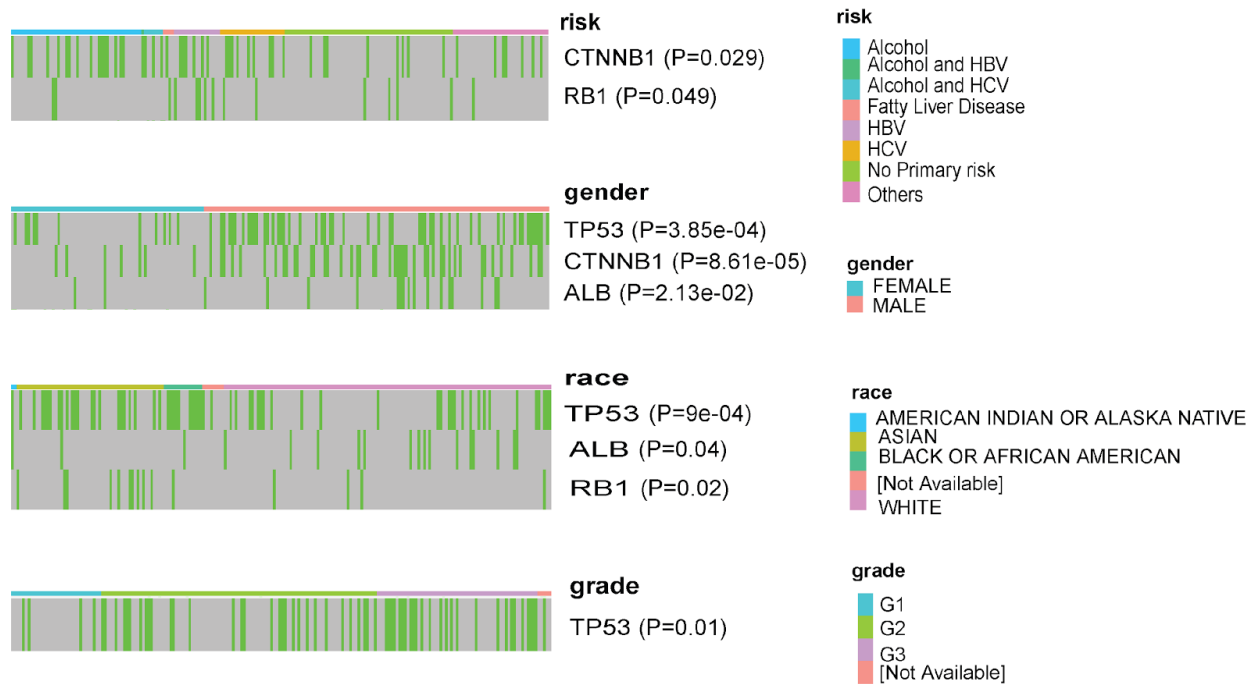 risk
CTNNB1 (P=0.029)
RB1 (P=0.049)
risk
Alcohol
Alcohol and HBV
Alcohol and HCV
Fatty Liver Disease
HBV
HCV
No Primary risk
Others
gender
TP53 (P=3.85e-04)
CTNNB1 (P=8.61e-05)
ALB (P=2.13e-02)
gender
FEMALE
MALE
race
TP53 (P=9e-04)
ALB (P=0.04)
RB1 (P=0.02)
race
AMERICAN INDIAN OR ALASKA NATIVE
ASIAN
BLACK OR AFRICAN AMERICAN
[Not Available]
WHITE
grade
TP53 (P=0.01)
grade
G1
G2
G3
[Not Available]